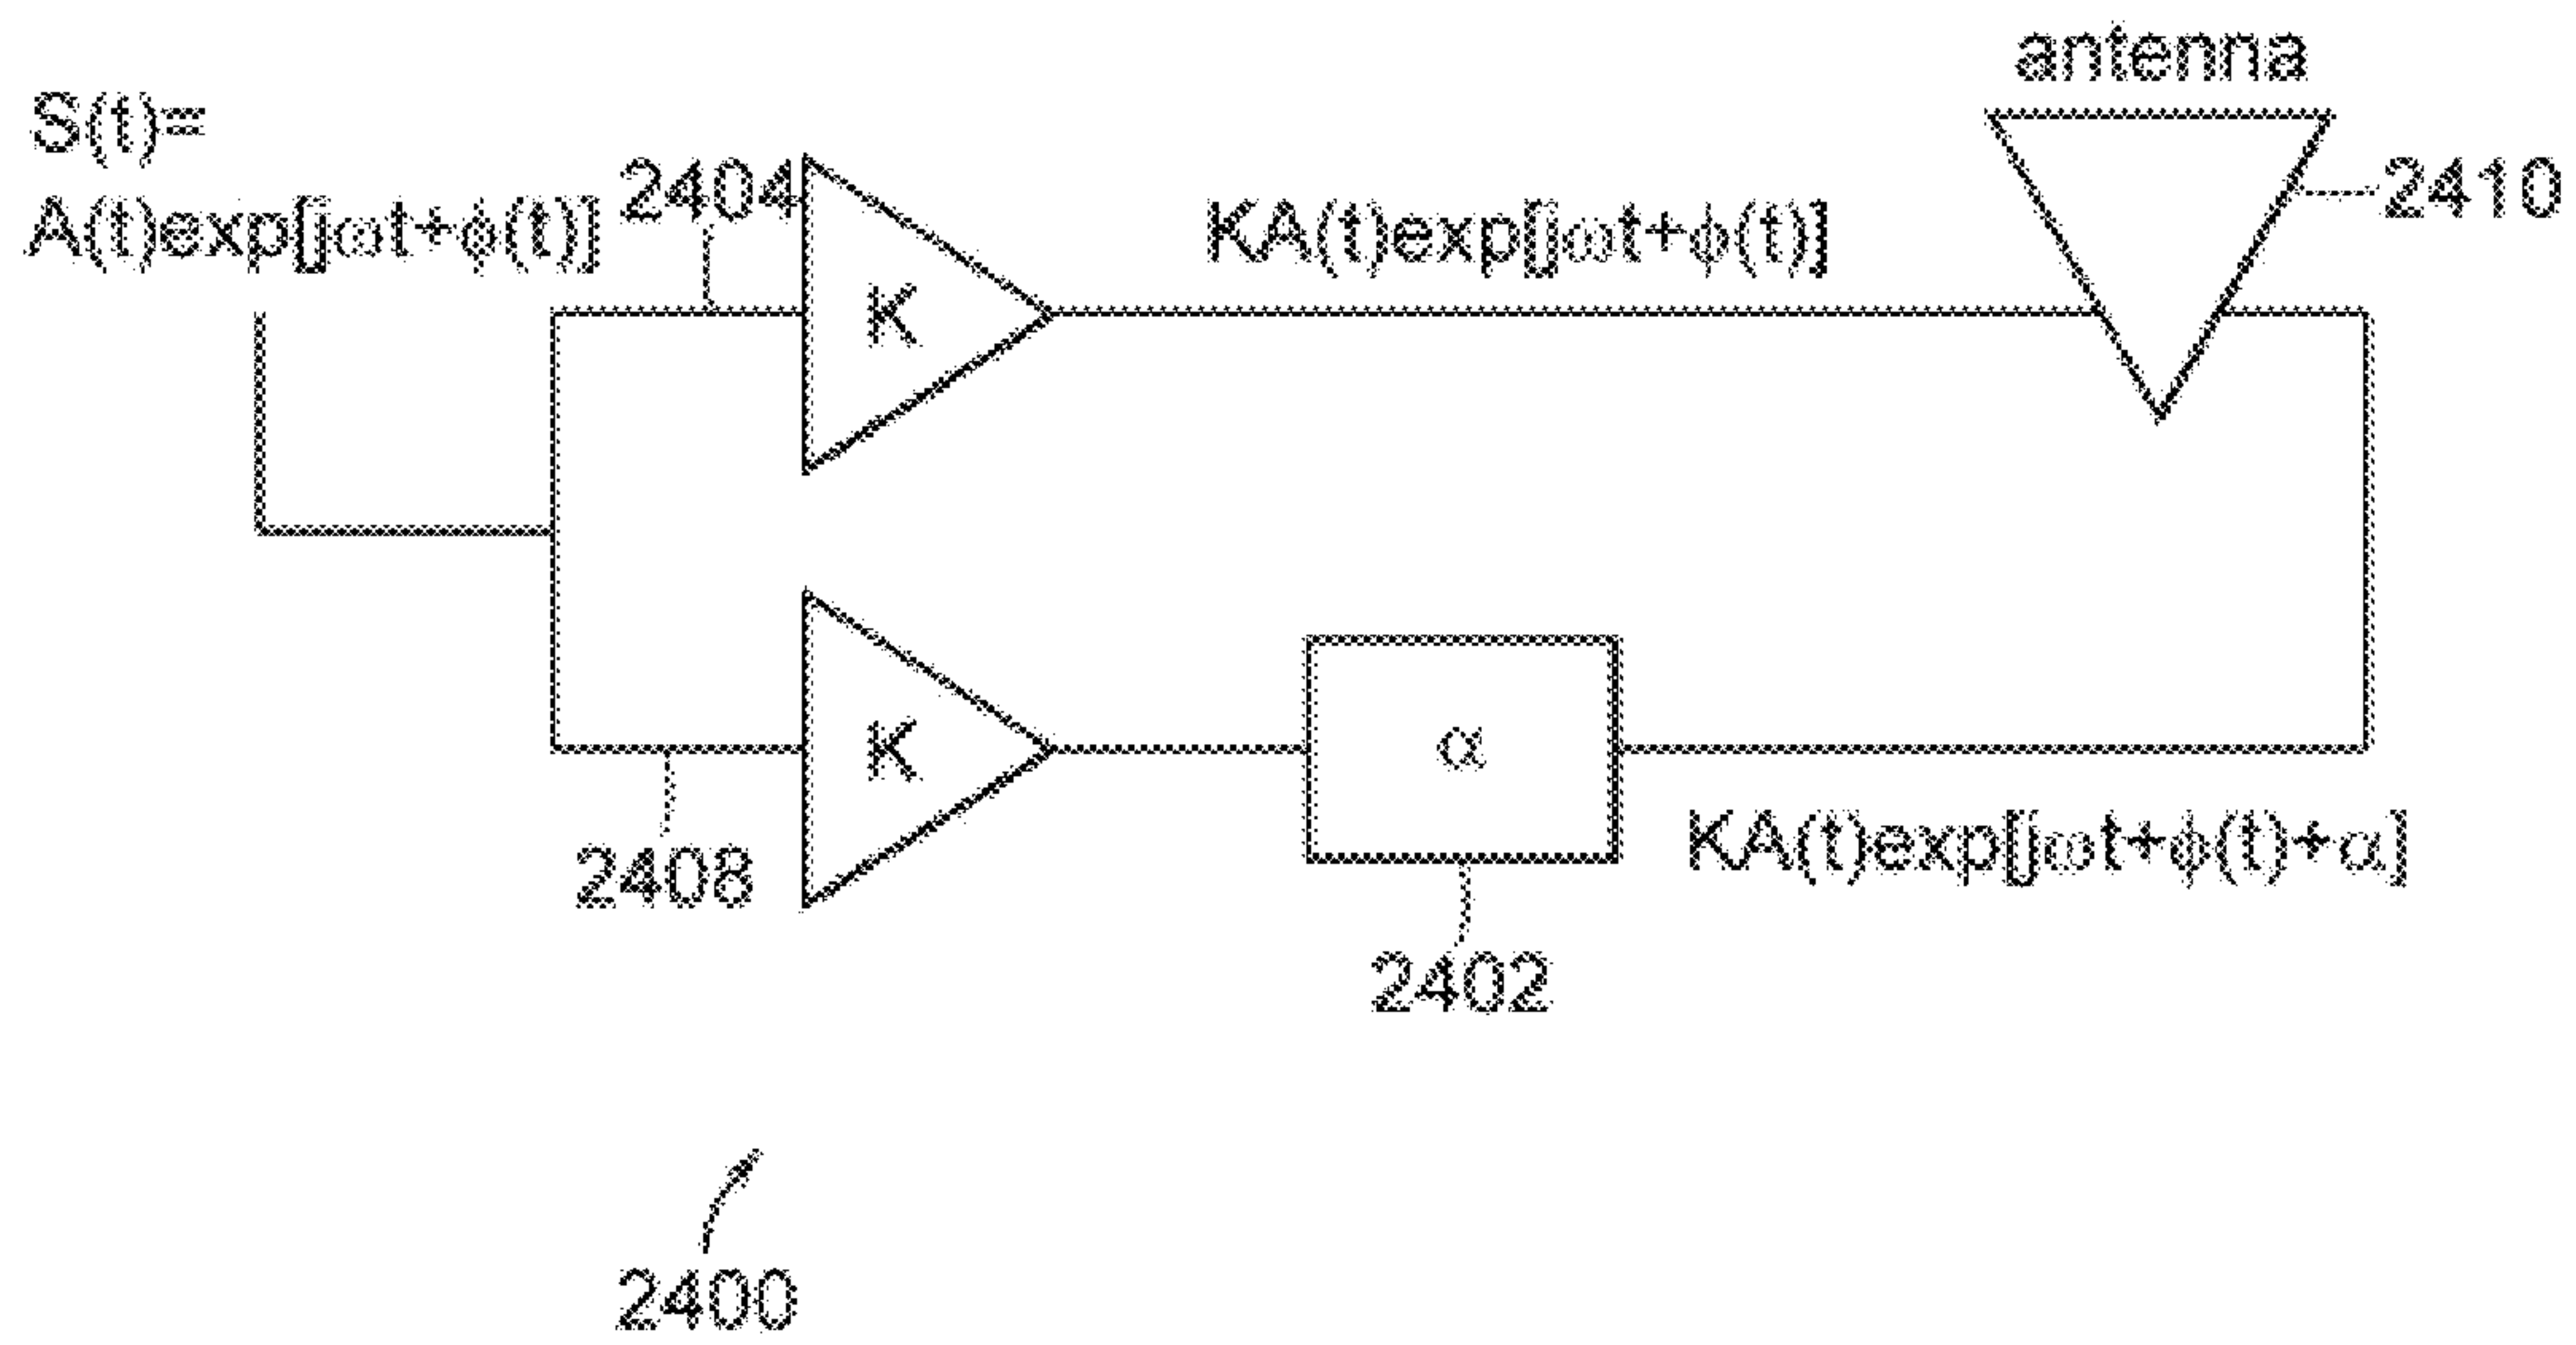 antenna
S(t)=
A(t)exp[jωt+ϕ(t)]
2404
KA(t)exp[jωt+ϕ(t)]
2410
K
K
α
2408
KA(t)exp[jωt+ϕ(t)+α]
2402
2400